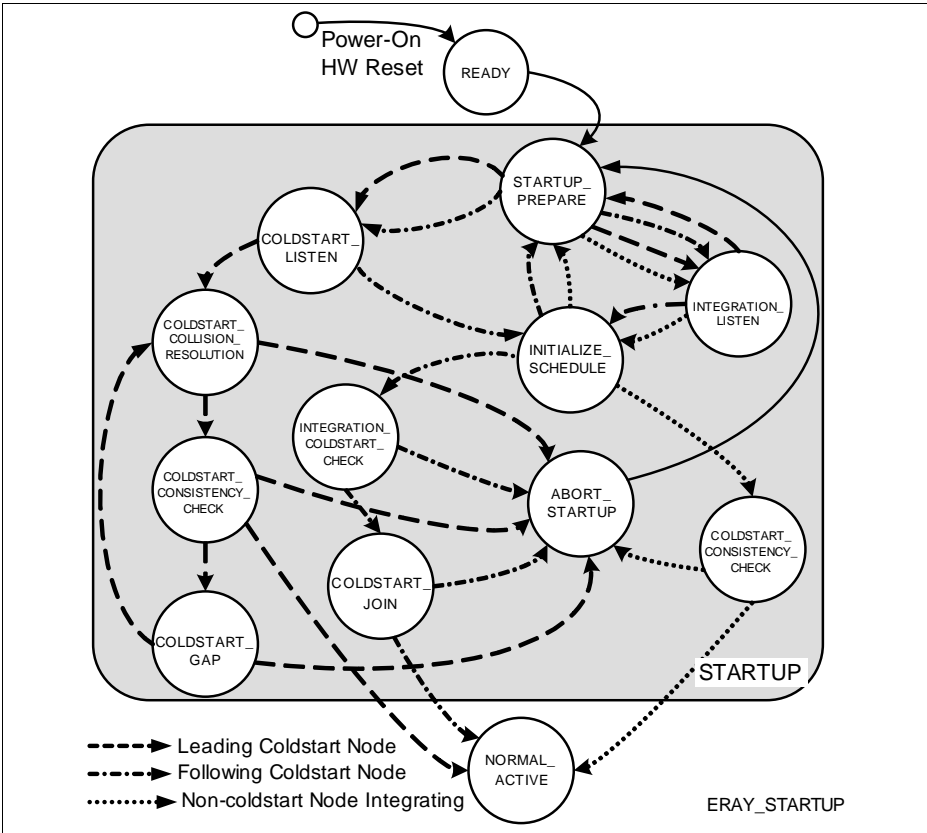 Power-On
HW Reset
READY
STARTUP_
PREPARE
COLDSTART_
LISTEN
INTEGRATION_
LISTEN
COLDSTART_
COLLISION_
RESOLUTION
INITIALIZE_
SCHEDULE
INTEGRATION_
COLDSTART_
CHECK
COLDSTART_
CONSISTENCY_
CHECK
ABORT_
STARTUP
COLDSTART_
CONSISTENCY_
CHECK
COLDSTART_
JOIN
COLDSTART_
GAP
STARTUP
NORMAL_
ACTIVE
Leading Coldstart Node
Following Coldstart Node
Non-coldstart Node Integrating
ERAY_STARTUP